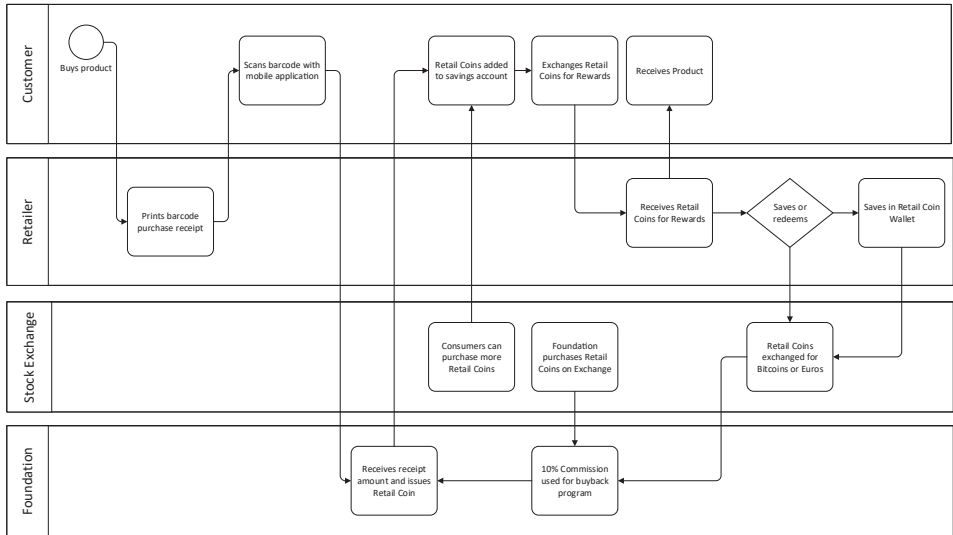 Customer
Buys product
Scans barcode with
mobile application
Retail Coins added
to savings account
Exchanges Retail
Coins for Rewards
Receives Product
Retailer
Prints barcode
purchase receipt
Receives Retail
Coins for Rewards
Saves or
redeems
Saves in Retail Coin
Wallet
Stock Exchange
Consumers can
purchase more
Retail Coins
Foundation
purchases Retail
Coins on Exchange
Retail Coins
exchanged for
Bitcoins or Euros
Foundation
Receives receipt
amount and issues
Retail Coin
10% Commission
used for buyback
program